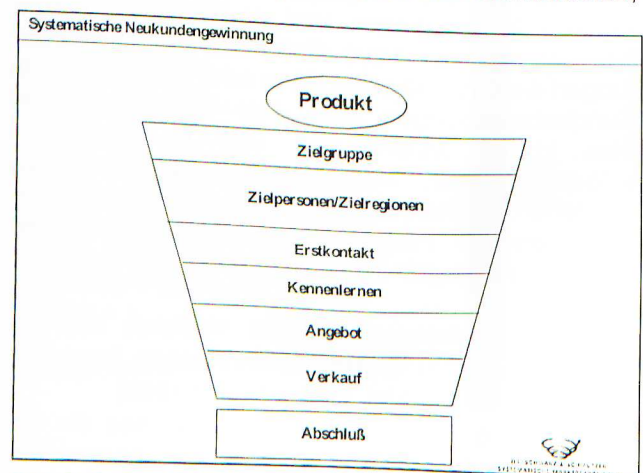 Systematische Neukundengewinnung
Produkt
Zielgruppe
Zielpersonen/Zielregionen
Erstkontakt
Kennenlernen
Angebot
Verkauf
Abschluß